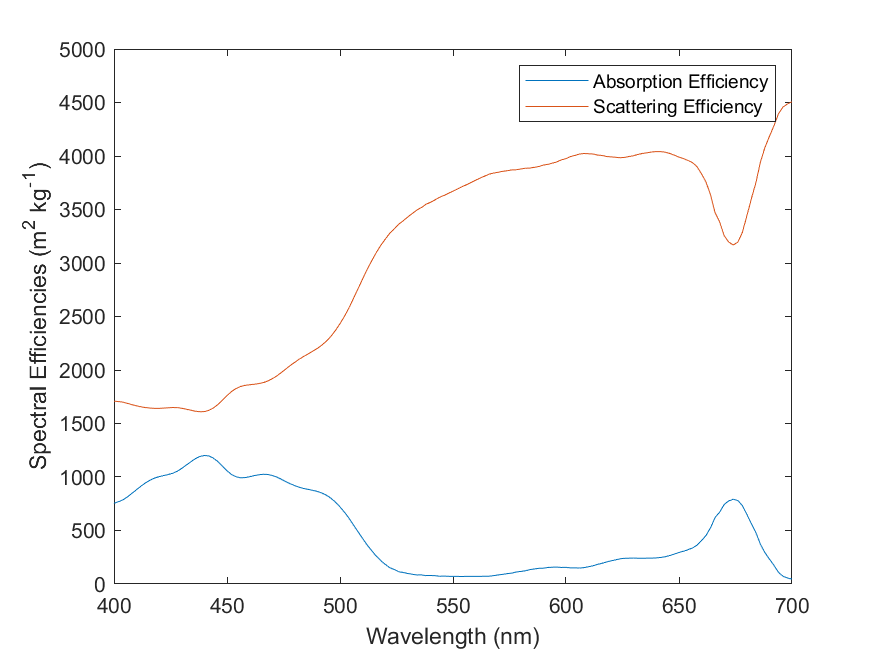 5000
4500
4000
3500
3000
2500
2000
1500
1000
500
0
Spectral Efficiencies (m² kg⁻¹)
Absorption Efficiency
Scattering Efficiency
400 450 500 550 600 650 700
Wavelength (nm)